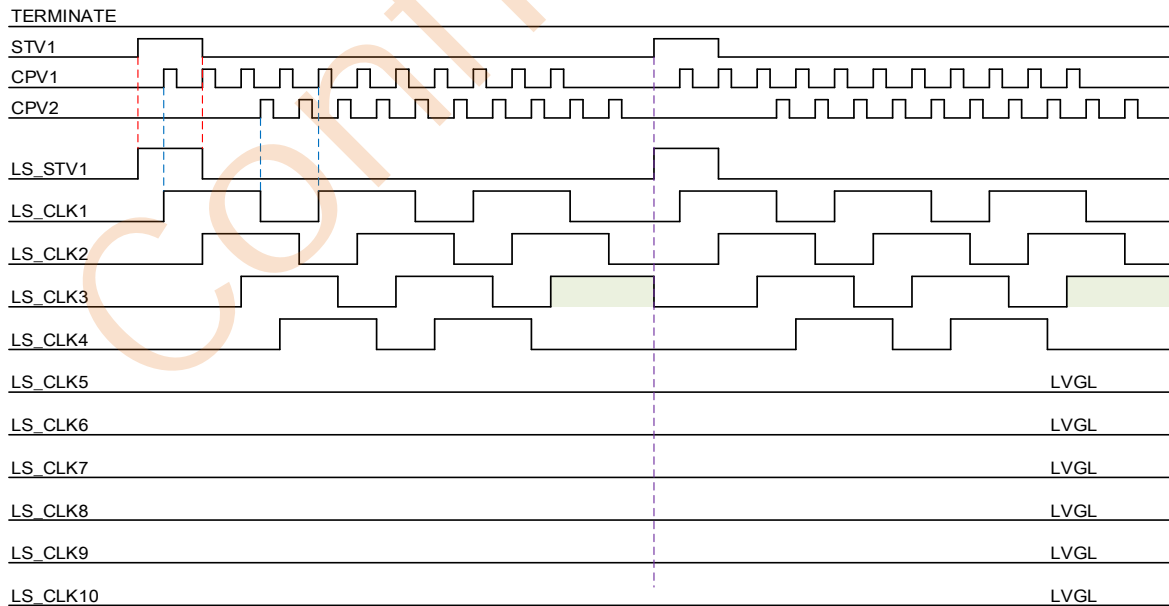 TERMINATE
STV1
CPV1
CPV2
LS_STV1
LS_CLK1
LS_CLK2
LS_CLK3
LS_CLK4
LS_CLK5 LVGL
LS_CLK6 LVGL
LS_CLK7 LVGL
LS_CLK8 LVGL
LS_CLK9 LVGL
LS_CLK10 LVGL